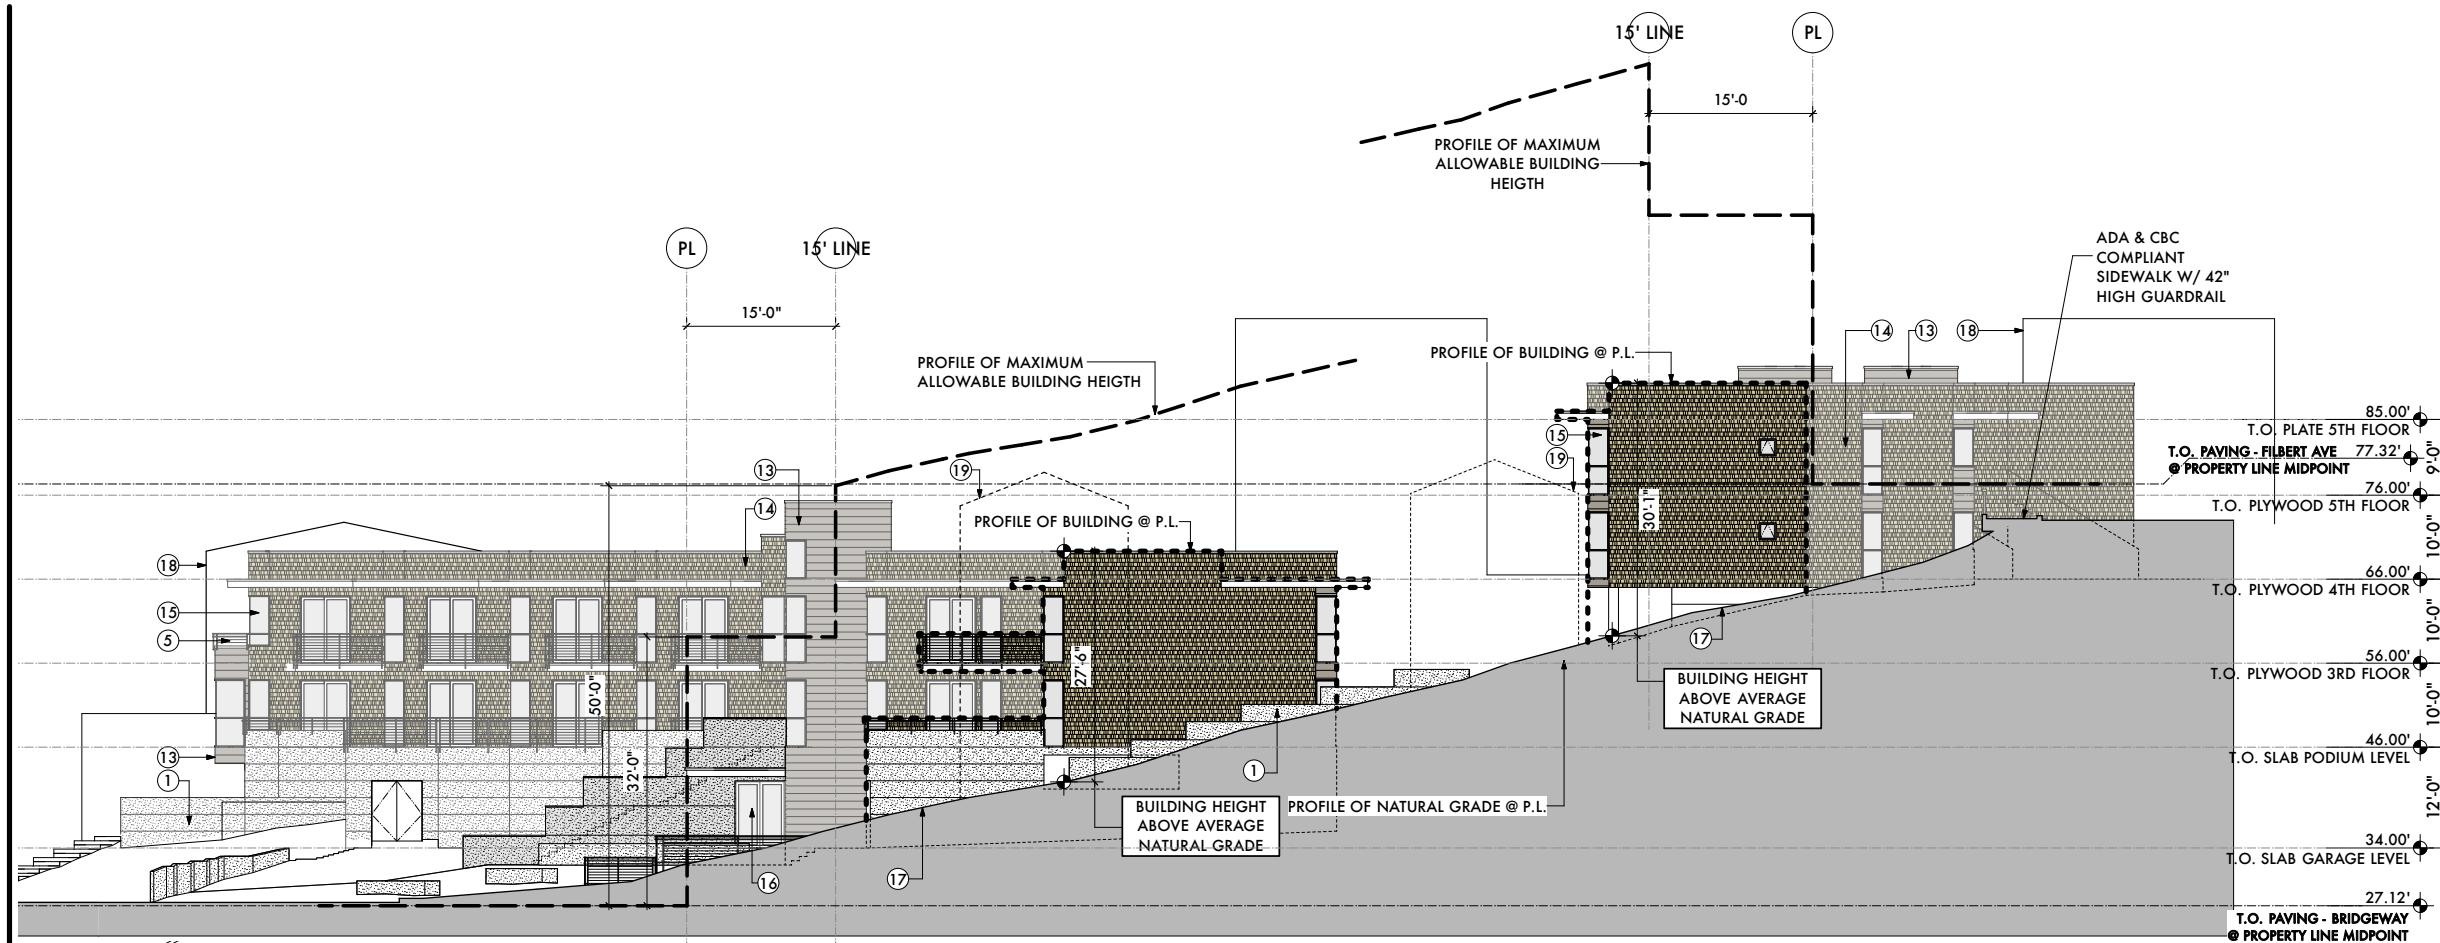 15' LINE
PL
15'-0
PROFILE OF MAXIMUM
ALLOWABLE BUILDING
HEIGTH
PL
15' LINE
15'-0"
ADA & CBC
COMPLIANT
SIDEWALK W/ 42"
HIGH GUARDRAIL
14
13
18
PROFILE OF MAXIMUM
ALLOWABLE BUILDING HEIGTH
PROFILE OF BUILDING @ P.L.
85.00'
T.O. PLATE 5TH FLOOR
9'-0"
T.O. PAVING - FILBERT AVE 77.32'
@ PROPERTY LINE MIDPOINT
76.00'
T.O. PLYWOOD 5TH FLOOR
10'-0"
66.00'
T.O. PLYWOOD 4TH FLOOR
10'-0"
56.00'
T.O. PLYWOOD 3RD FLOOR
10'-0"
46.00'
T.O. SLAB PODIUM LEVEL
12'-0"
34.00'
T.O. SLAB GARAGE LEVEL
27.12'
T.O. PAVING - BRIDGEWAY
@ PROPERTY LINE MIDPOINT
15
19
30'-1"
17
BUILDING HEIGHT
ABOVE AVERAGE
NATURAL GRADE
13
19
14
PROFILE OF BUILDING @ P.L.
18
15
5
13
1
50'-0"
32'-0"
27'-6"
16
17
1
BUILDING HEIGHT
ABOVE AVERAGE
NATURAL GRADE
PROFILE OF NATURAL GRADE @ P.L.